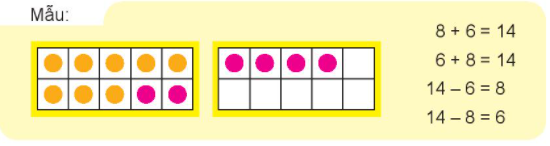 Mẫu:
8 + 6 = 14
6 + 8 = 14
14 – 6 = 8
14 – 8 = 6